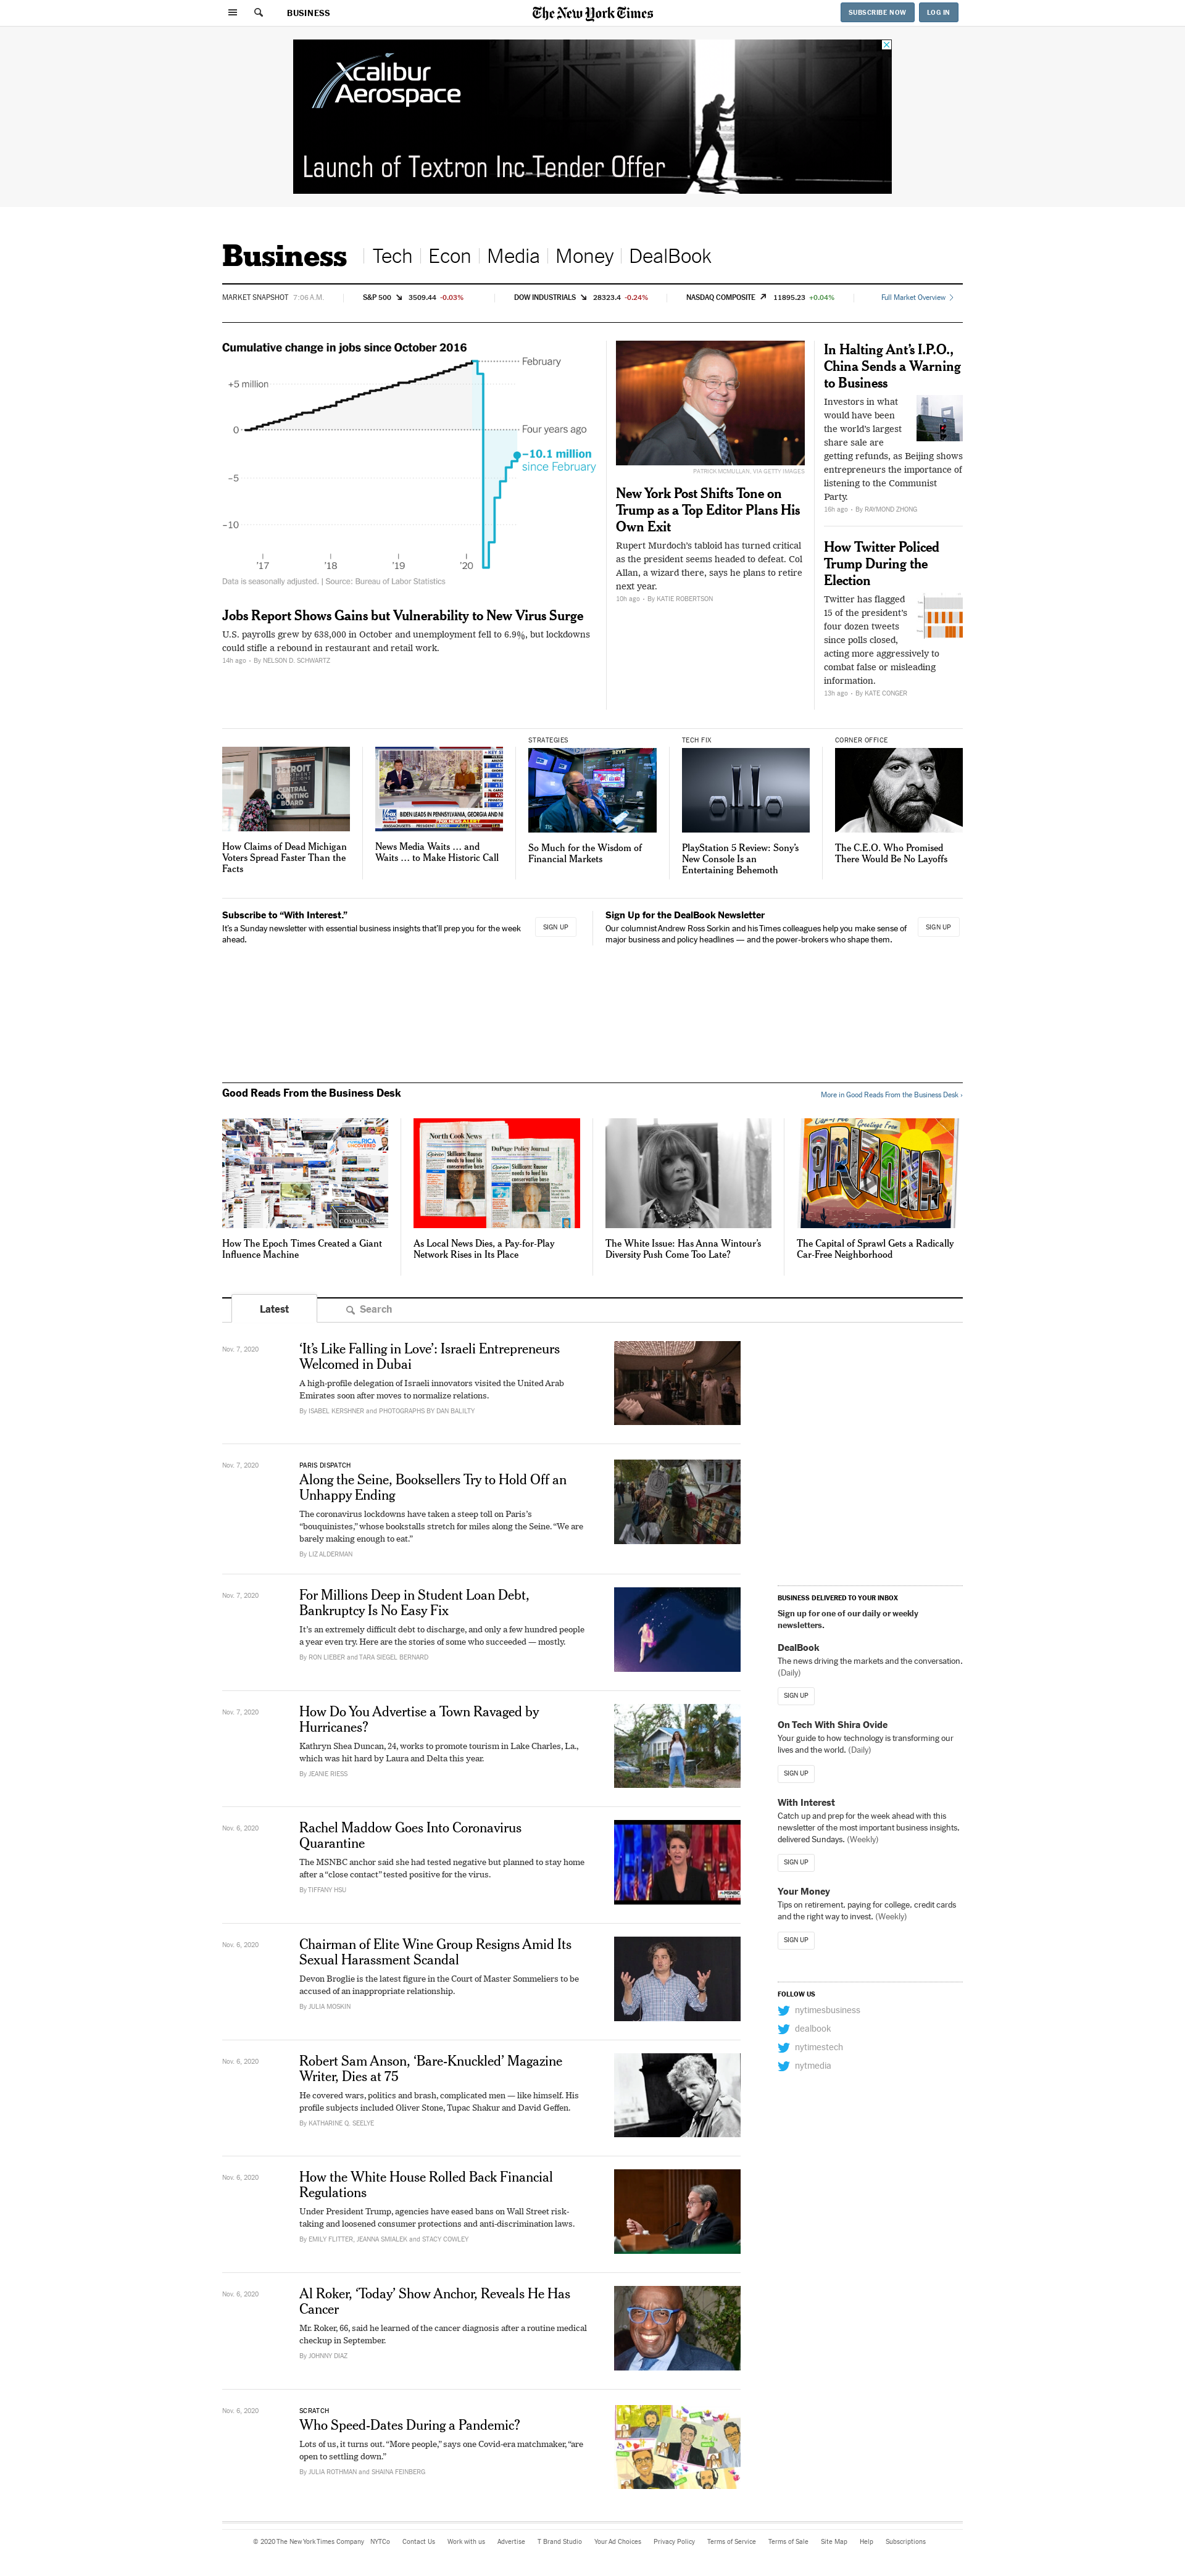 BUSINESS
The New York Times
SUBSCRIBE NOW
LOG IN
Xcalibur
Aerospace
Launch of Textron Inc Tender Offer
Business
Tech
Econ
Media
Money
DealBook
MARKET SNAPSHOT 7:06 A.M.
S&P 500 3509.44 -0.03%
DOW INDUSTRIALS 28323.4 -0.24%
NASDAQ COMPOSITE 11895.23 +0.04%
Full Market Overview
Cumulative change in jobs since October 2016
February
+5 million
0
Four years ago
–10.1 million
since February
–5
–10
’17
’18
’19
’20
Data is seasonally adjusted. | Source: Bureau of Labor Statistics
Jobs Report Shows Gains but Vulnerability to New Virus Surge
U.S. payrolls grew by 638,000 in October and unemployment fell to 6.9%, but lockdowns
could stifle a rebound in restaurant and retail work.
14h ago - By NELSON D. SCHWARTZ
PATRICK MCMULLAN, VIA GETTY IMAGES
New York Post Shifts Tone on
Trump as a Top Editor Plans His
Own Exit
Rupert Murdoch’s tabloid has turned critical
as the president seems headed to defeat. Col
Allan, a wizard there, says he plans to retire
next year.
10h ago - By KATIE ROBERTSON
In Halting Ant’s I.P.O.,
China Sends a Warning
to Business
Investors in what
would have been
the world’s largest
share sale are
getting refunds, as Beijing shows
entrepreneurs the importance of
listening to the Communist
Party.
16h ago - By RAYMOND ZHONG
How Twitter Policed
Trump During the
Election
Twitter has flagged
15 of the president’s
four dozen tweets
since polls closed,
acting more aggressively to
combat false or misleading
information.
13h ago - By KATE CONGER
DETROIT
CENTRAL
COUNTING
BOARD
How Claims of Dead Michigan
Voters Spread Faster Than the
Facts
BIDEN LEADS IN PENNSYLVANIA, GEORGIA AND N
News Media Waits … and
Waits … to Make Historic Call
STRATEGIES
So Much for the Wisdom of
Financial Markets
TECH FIX
PlayStation 5 Review: Sony’s
New Console Is an
Entertaining Behemoth
CORNER OFFICE
The C.E.O. Who Promised
There Would Be No Layoffs
Subscribe to “With Interest.”
It’s a Sunday newsletter with essential business insights that’ll prep you for the week
ahead.
SIGN UP
Sign Up for the DealBook Newsletter
Our columnist Andrew Ross Sorkin and his Times colleagues help you make sense of
major business and policy headlines — and the power-brokers who shape them.
SIGN UP
Good Reads From the Business Desk
More in Good Reads From the Business Desk ›
How The Epoch Times Created a Giant
Influence Machine
North Cook News
DuPage Policy Journal
As Local News Dies, a Pay-for-Play
Network Rises in Its Place
The White Issue: Has Anna Wintour’s
Diversity Push Come Too Late?
Greetings From
ARIZONA
The Capital of Sprawl Gets a Radically
Car-Free Neighborhood
Latest
Search
Nov. 7, 2020
‘It’s Like Falling in Love’: Israeli Entrepreneurs
Welcomed in Dubai
A high-profile delegation of Israeli innovators visited the United Arab
Emirates soon after moves to normalize relations.
By ISABEL KERSHNER and PHOTOGRAPHS BY DAN BALILTY
Nov. 7, 2020
PARIS DISPATCH
Along the Seine, Booksellers Try to Hold Off an
Unhappy Ending
The coronavirus lockdowns have taken a steep toll on Paris’s
“bouquinistes,” whose bookstalls stretch for miles along the Seine. “We are
barely making enough to eat.”
By LIZ ALDERMAN
Nov. 7, 2020
For Millions Deep in Student Loan Debt,
Bankruptcy Is No Easy Fix
It’s an extremely difficult debt to discharge, and only a few hundred people
a year even try. Here are the stories of some who succeeded — mostly.
By RON LIEBER and TARA SIEGEL BERNARD
Nov. 7, 2020
How Do You Advertise a Town Ravaged by
Hurricanes?
Kathryn Shea Duncan, 24, works to promote tourism in Lake Charles, La.,
which was hit hard by Laura and Delta this year.
By JEANIE RIESS
Nov. 6, 2020
Rachel Maddow Goes Into Coronavirus
Quarantine
The MSNBC anchor said she had tested negative but planned to stay home
after a “close contact” tested positive for the virus.
By TIFFANY HSU
Nov. 6, 2020
Chairman of Elite Wine Group Resigns Amid Its
Sexual Harassment Scandal
Devon Broglie is the latest figure in the Court of Master Sommeliers to be
accused of an inappropriate relationship.
By JULIA MOSKIN
Nov. 6, 2020
Robert Sam Anson, ‘Bare-Knuckled’ Magazine
Writer, Dies at 75
He covered wars, politics and brash, complicated men — like himself. His
profile subjects included Oliver Stone, Tupac Shakur and David Geffen.
By KATHARINE Q. SEELYE
Nov. 6, 2020
How the White House Rolled Back Financial
Regulations
Under President Trump, agencies have eased bans on Wall Street risk-
taking and loosened consumer protections and anti-discrimination laws.
By EMILY FLITTER, JEANNA SMIALEK and STACY COWLEY
Nov. 6, 2020
Al Roker, ‘Today’ Show Anchor, Reveals He Has
Cancer
Mr. Roker, 66, said he learned of the cancer diagnosis after a routine medical
checkup in September.
By JOHNNY DIAZ
Nov. 6, 2020
SCRATCH
Who Speed-Dates During a Pandemic?
Lots of us, it turns out. “More people,” says one Covid-era matchmaker, “are
open to settling down.”
By JULIA ROTHMAN and SHAINA FEINBERG
BUSINESS DELIVERED TO YOUR INBOX
Sign up for one of our daily or weekly
newsletters.
DealBook
The news driving the markets and the conversation.
(Daily)
SIGN UP
On Tech With Shira Ovide
Your guide to how technology is transforming our
lives and the world. (Daily)
SIGN UP
With Interest
Catch up and prep for the week ahead with this
newsletter of the most important business insights,
delivered Sundays. (Weekly)
SIGN UP
Your Money
Tips on retirement, paying for college, credit cards
and the right way to invest. (Weekly)
SIGN UP
FOLLOW US
nytimesbusiness
dealbook
nytimestech
nytmedia
© 2020 The New York Times Company NYTCo Contact Us Work with us Advertise T Brand Studio Your Ad Choices Privacy Policy Terms of Service Terms of Sale Site Map Help Subscriptions